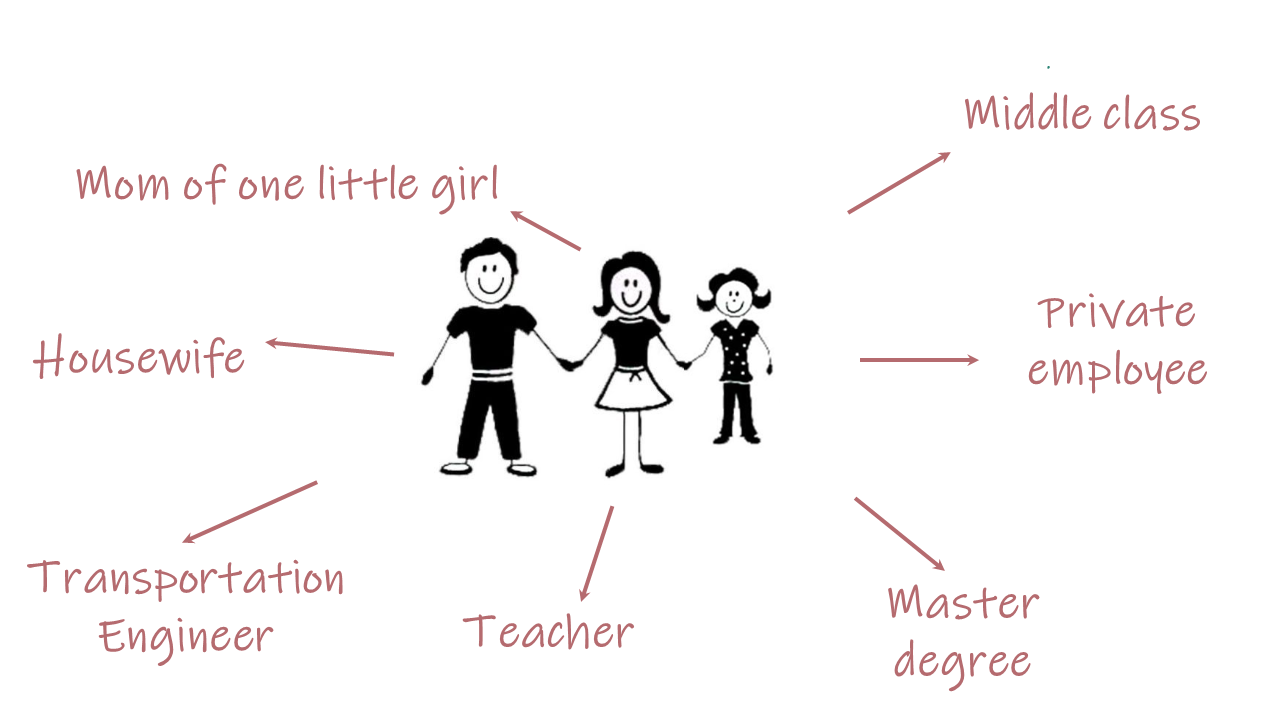 Middle class
Mom of one little girl
Private
employee
Housewife
Transportation
Engineer
Teacher
Master
degree